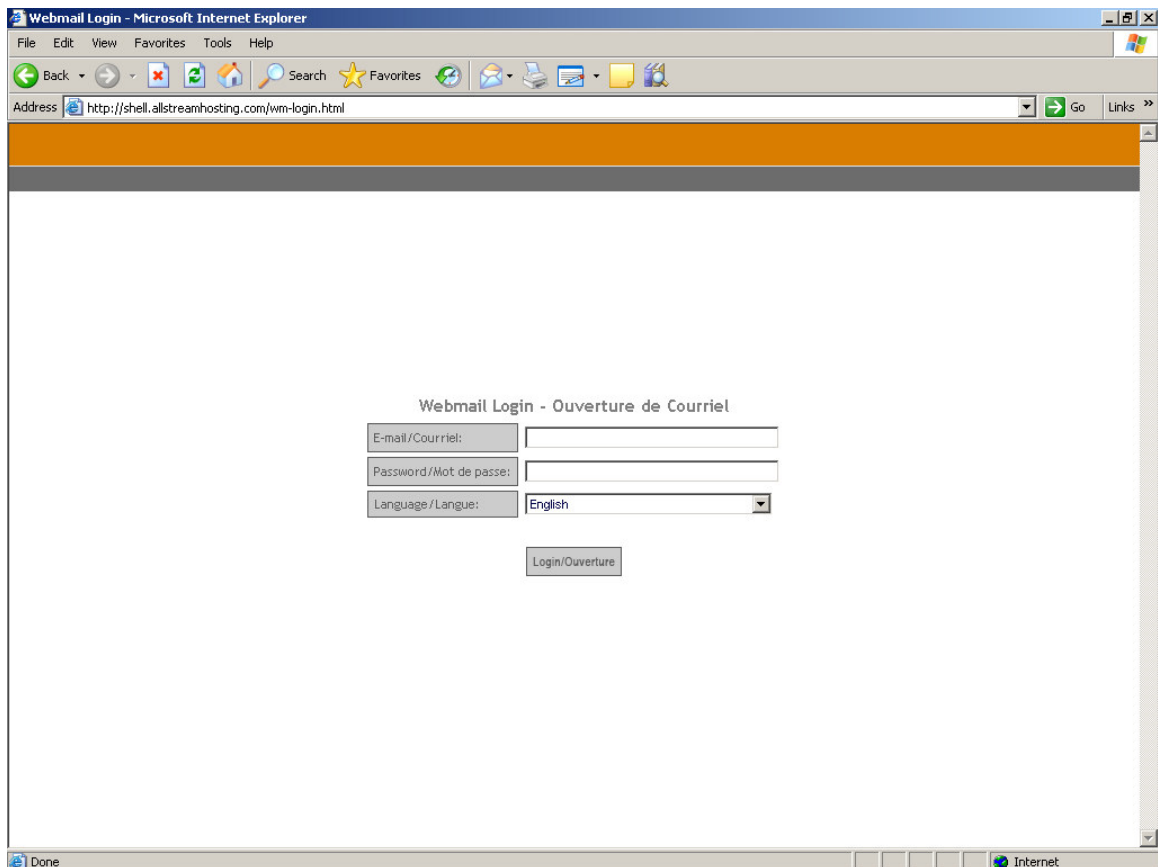 Webmail Login - Microsoft Internet Explorer
File Edit View Favorites Tools Help
Back Search Favorites
Address http://shell.allstreamhosting.com/wm-login.html Go Links »
Webmail Login - Ouverture de Courriel
E-mail/Courriel:
Password/Mot de passe:
Language/Langue: English
Login/Ouverture
Done Internet